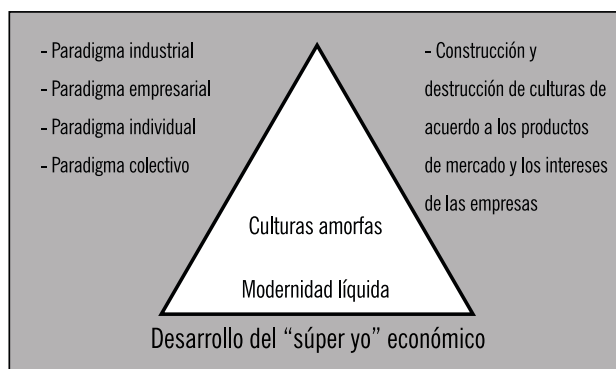 - Paradigma industrial
- Paradigma empresarial
- Paradigma individual
- Paradigma colectivo
- Construcción y
destrucción de culturas de
acuerdo a los productos
de mercado y los intereses
de las empresas
Culturas amorfas
Modernidad líquida
Desarrollo del “súper yo” económico